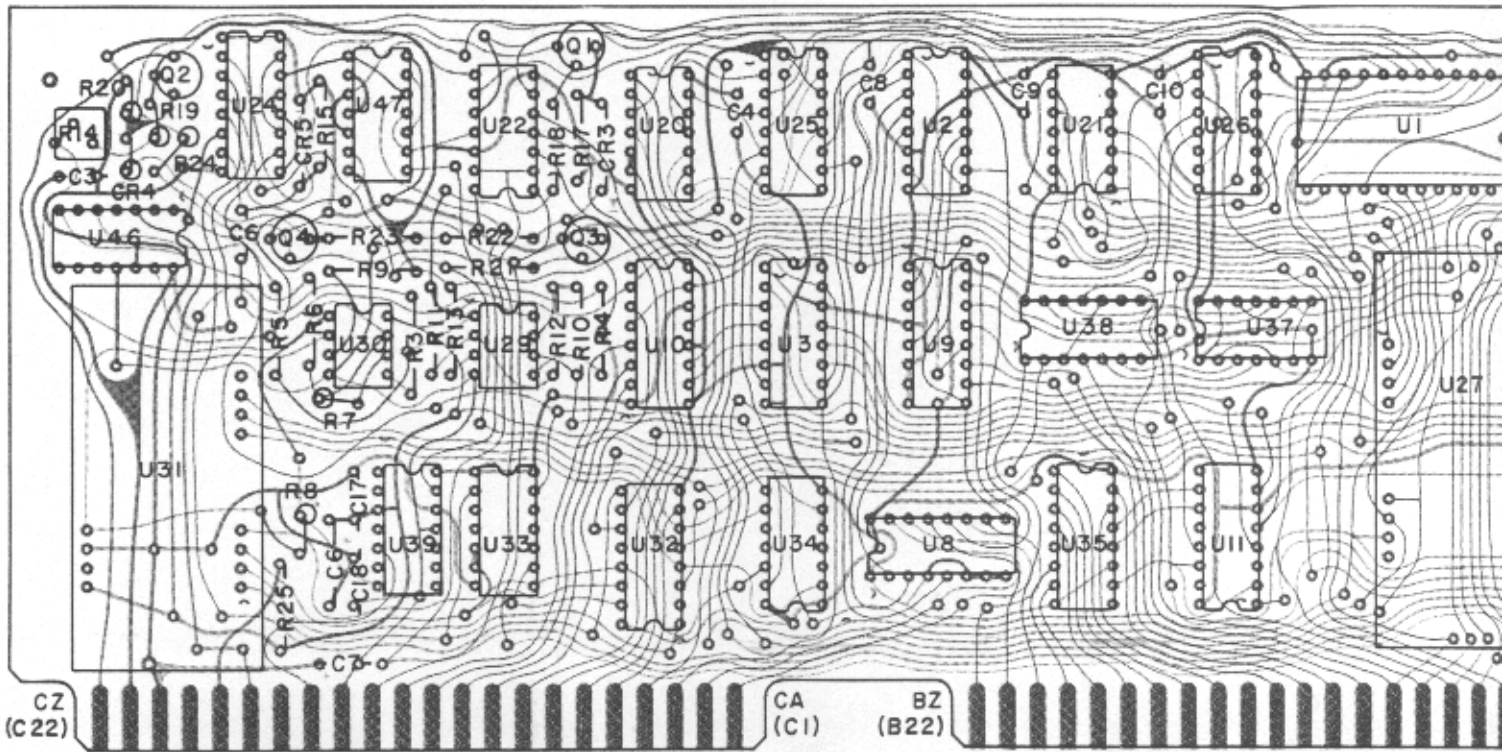 Q1
Q2
R20
R19
U24
CR5
R15
U47
U22
R18
R17
CR3
U20
C4
U25
C8
U2
C9
U21
C10
U26
U1
R14
R24
C3
CR4
U46
C6
Q4
R23
R22
Q3
R9
R21
R5
R6
U30
R3
R11
R13
U29
R12
R10
R4
U10
U3
U9
U38
U37
U27
R7
U31
R8
C17
C6
C18
U39
U33
U32
U34
U8
U35
U11
R25
C7
CZ
(C22)
CA
(C1)
BZ
(B22)